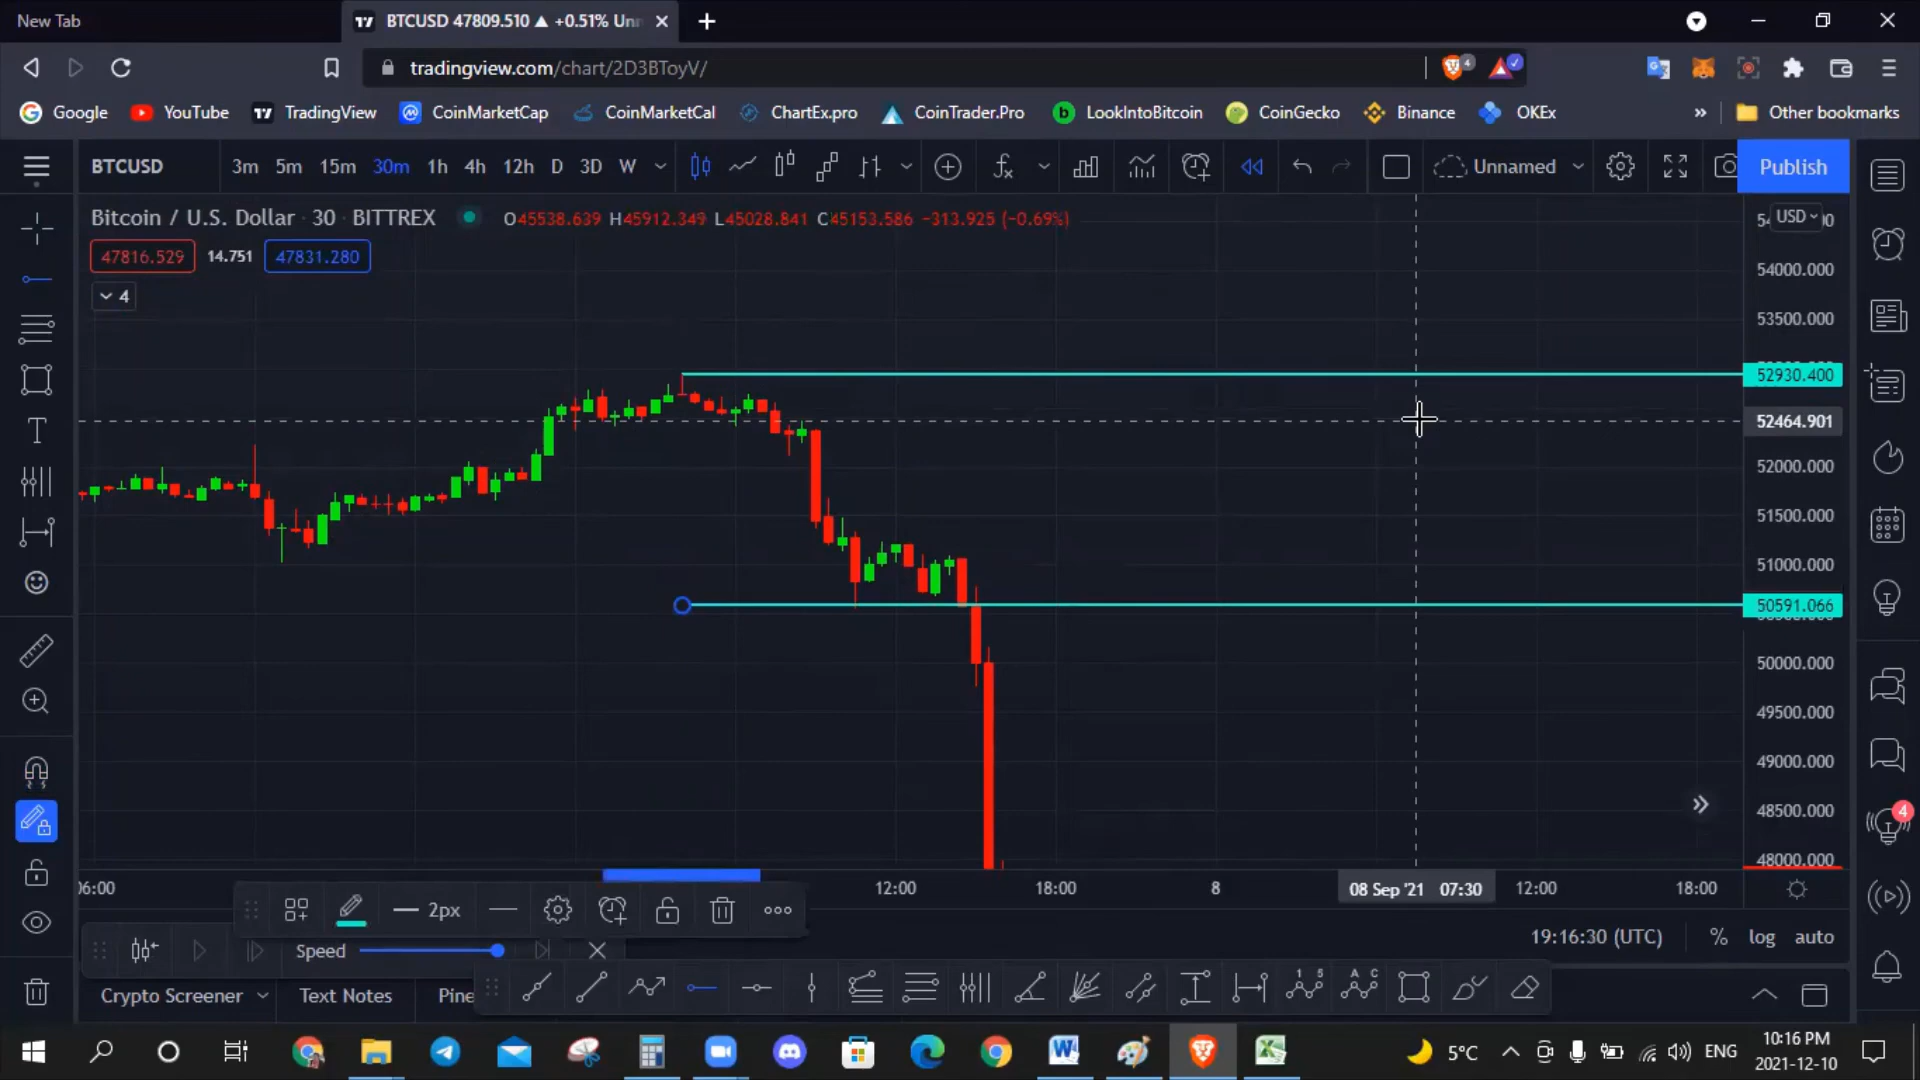 New Tab
BTCUSD 47809.510 ▲ +0.51% Unn
tradingview.com/chart/2D3BToyV/
4
Google YouTube TradingView CoinMarketCap CoinMarketCal ChartEx.pro CoinTrader.Pro LookIntoBitcoin CoinGecko Binance OKEx » Other bookmarks
BTCUSD 3m 5m 15m 30m 1h 4h 12h D 3D W Unnamed Publish
Bitcoin / U.S. Dollar · 30 · BITTREX O45538.639 H45912.349 L45028.841 C45153.586 −313.925 (−0.69%)
USD
47816.529 14.751 47831.280
4
54000.000
53500.000
52930.400
52464.901
52000.000
51500.000
51000.000
50591.066
50000.000
49500.000
49000.000
48500.000
48000.000
4
06:00 12:00 18:00 8 08 Sep '21 07:30 12:00 18:00
2px
Speed
19:16:30 (UTC) % log auto
Crypto Screener Text Notes Pine
10:16 PM
5°C ENG
2021-12-10